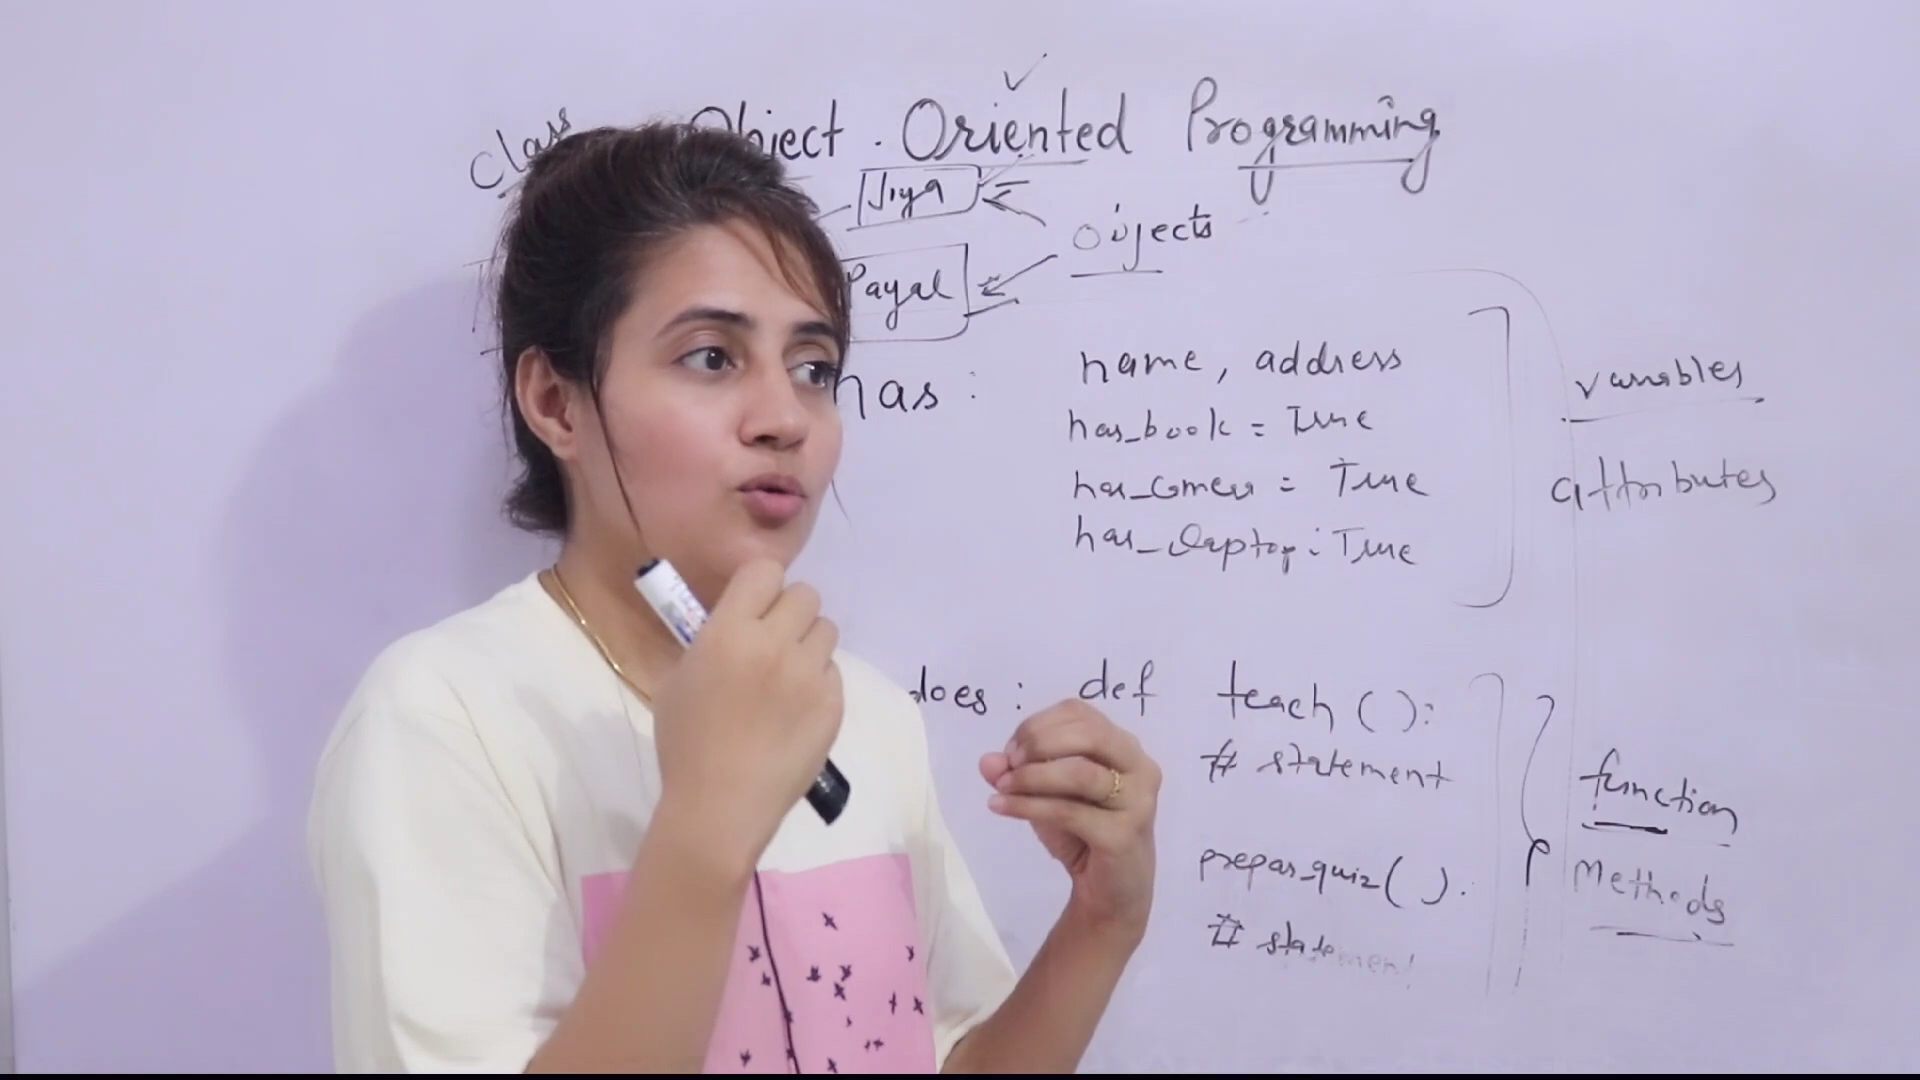 Class
Object Oriented Programming
Jiya
objects
Payal
has :
name, address
has_book = True
has_camera = True
has_laptop : True
variables
attributes
does : def teach ( ) :
# statement
prepar_quiz ( ) .
# statement
function
Methods